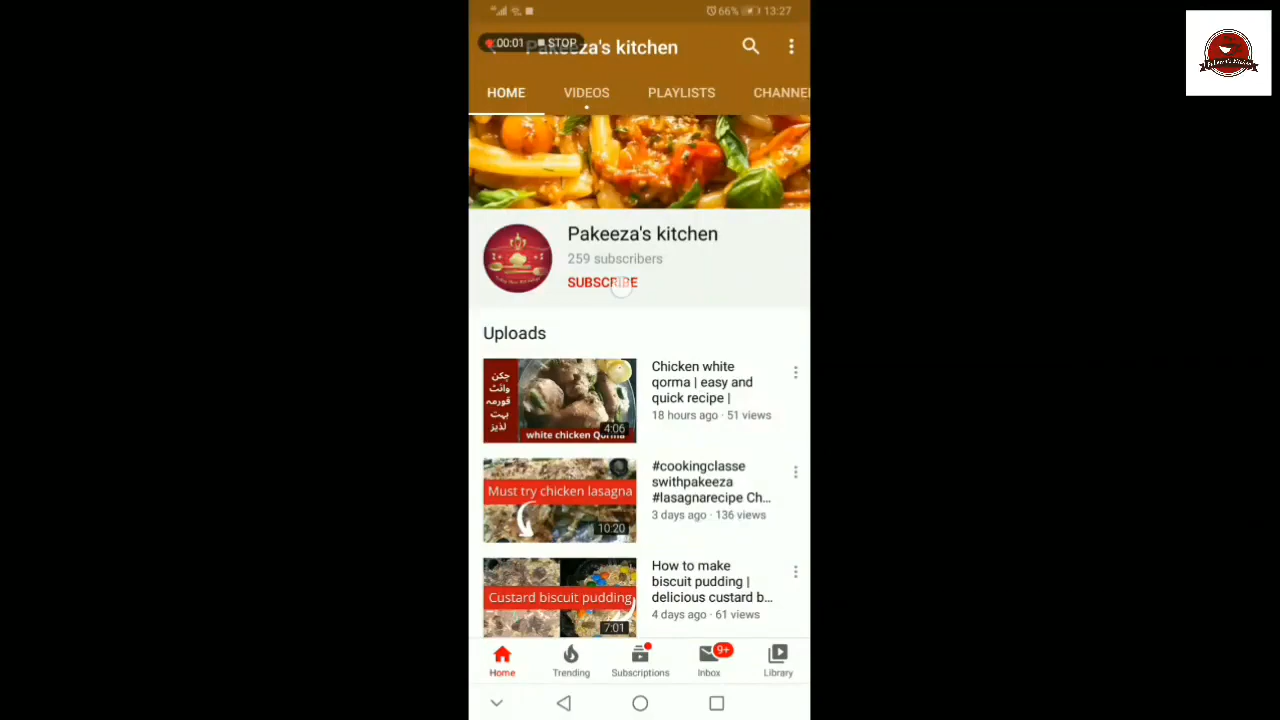 66% 13:27
00:01 STOP
Pakeeza's kitchen
HOME VIDEOS PLAYLISTS CHANNE
Pakeeza's kitchen
259 subscribers
SUBSCRIBE
Uploads
چکن
وائٹ
قورمہ
بہت
لذیز
white chicken Qorma
4:06
Chicken white
qorma | easy and
quick recipe |
18 hours ago · 51 views
Must try chicken lasagna
10:20
#cookingclasse
swithpakeeza
#lasagnarecipe Ch...
3 days ago · 136 views
Custard biscuit pudding
7:01
How to make
biscuit pudding |
delicious custard b...
4 days ago · 61 views
Home Trending Subscriptions 9+ Inbox Library